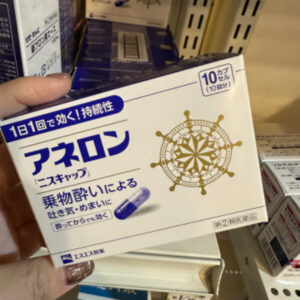 1日1回で効く!持続性
10カプセル
(10回分)
アネロン
「ニスキャップ」
乗物酔いによる
吐き気・めまいに
酔ってからでも効く
エスエス製薬
指定第②類医薬品